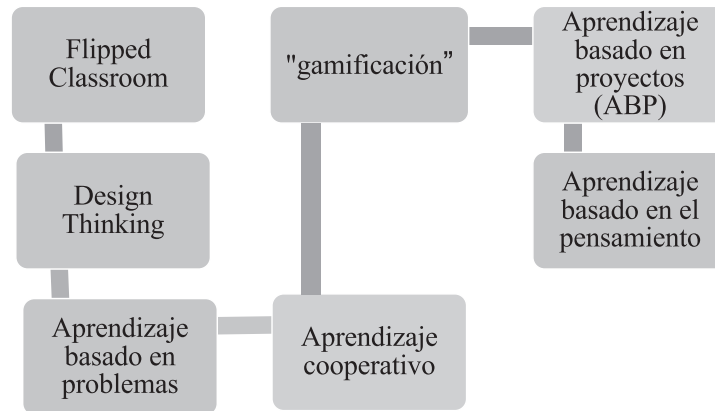 Flipped
Classroom
Design
Thinking
Aprendizaje
basado en
problemas
Aprendizaje
cooperativo
"gamificación”
Aprendizaje
basado en
proyectos
(ABP)
Aprendizaje
basado en el
pensamiento